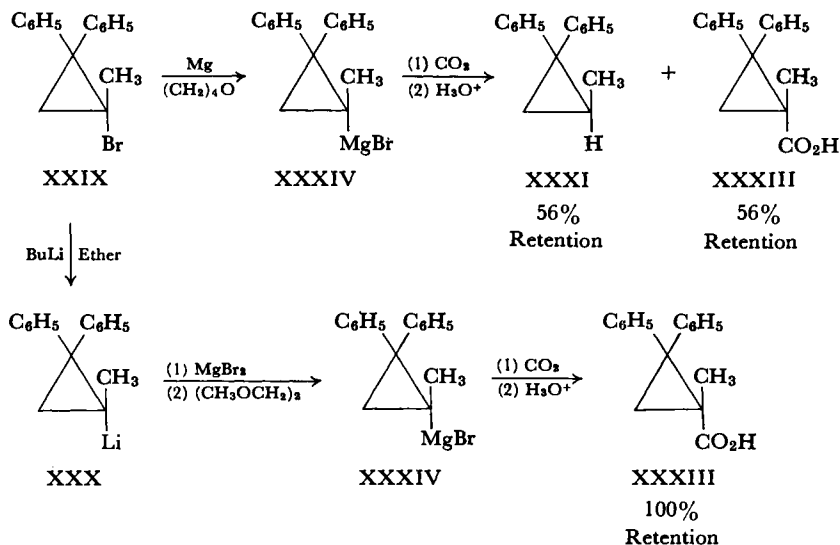 C₆H₅ C₆H₅ C₆H₅ C₆H₅ C₆H₅ C₆H₅ C₆H₅ C₆H₅
CH₃ Mg (CH₂)₄O CH₃ (1) CO₂ (2) H₃O⁺ CH₃ + CH₃
Br MgBr H CO₂H
XXIX XXXIV XXXI XXXIII
56% 56%
Retention Retention
BuLi Ether
C₆H₅ C₆H₅ C₆H₅ C₆H₅ C₆H₅ C₆H₅
CH₃ (1) MgBr₂ (2) (CH₃OCH₂)₂ CH₃ (1) CO₂ (2) H₃O⁺ CH₃
Li MgBr CO₂H
XXX XXXIV XXXIII
100%
Retention